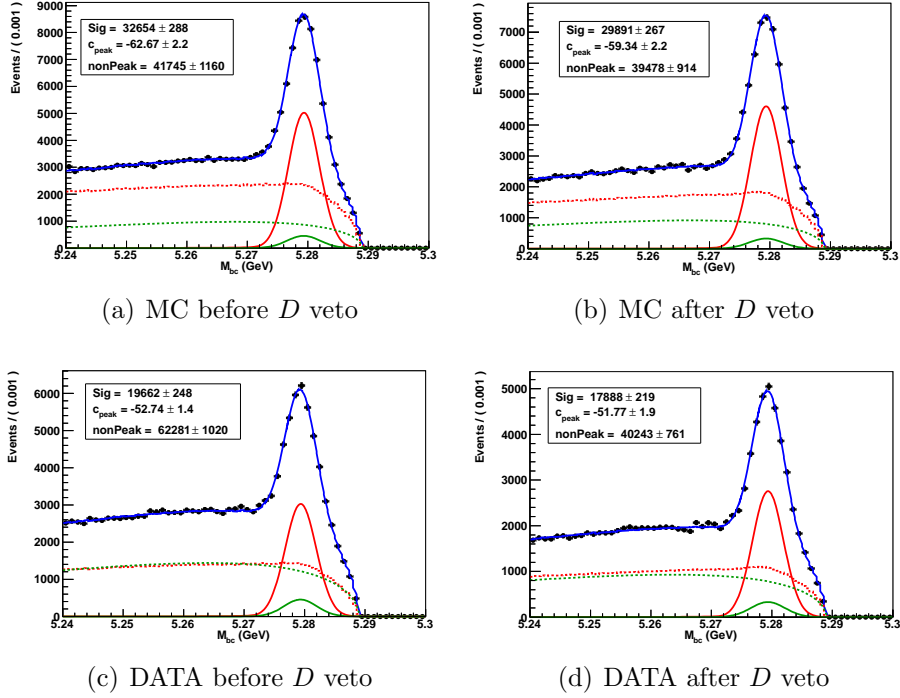 Events / ( 0.001 )
9000
8000
7000
6000
5000
4000
3000
2000
1000
0
Sig = 32654 ± 288
c_peak = -62.67 ± 2.2
nonPeak = 41745 ± 1160
5.24 5.25 5.26 5.27 5.28 5.29 5.3
M_bc (GeV)
(a) MC before D veto
Events / ( 0.001 )
7000
6000
5000
4000
3000
2000
1000
0
Sig = 29891 ± 267
c_peak = -59.34 ± 2.2
nonPeak = 39478 ± 914
5.24 5.25 5.26 5.27 5.28 5.29 5.3
M_bc (GeV)
(b) MC after D veto
Events / ( 0.001 )
6000
5000
4000
3000
2000
1000
0
Sig = 19662 ± 248
c_peak = -52.74 ± 1.4
nonPeak = 62281 ± 1020
5.24 5.25 5.26 5.27 5.28 5.29 5.3
M_bc (GeV)
(c) DATA before D veto
Events / ( 0.001 )
5000
4000
3000
2000
1000
0
Sig = 17888 ± 219
c_peak = -51.77 ± 1.9
nonPeak = 40243 ± 761
5.24 5.25 5.26 5.27 5.28 5.29 5.3
M_bc (GeV)
(d) DATA after D veto